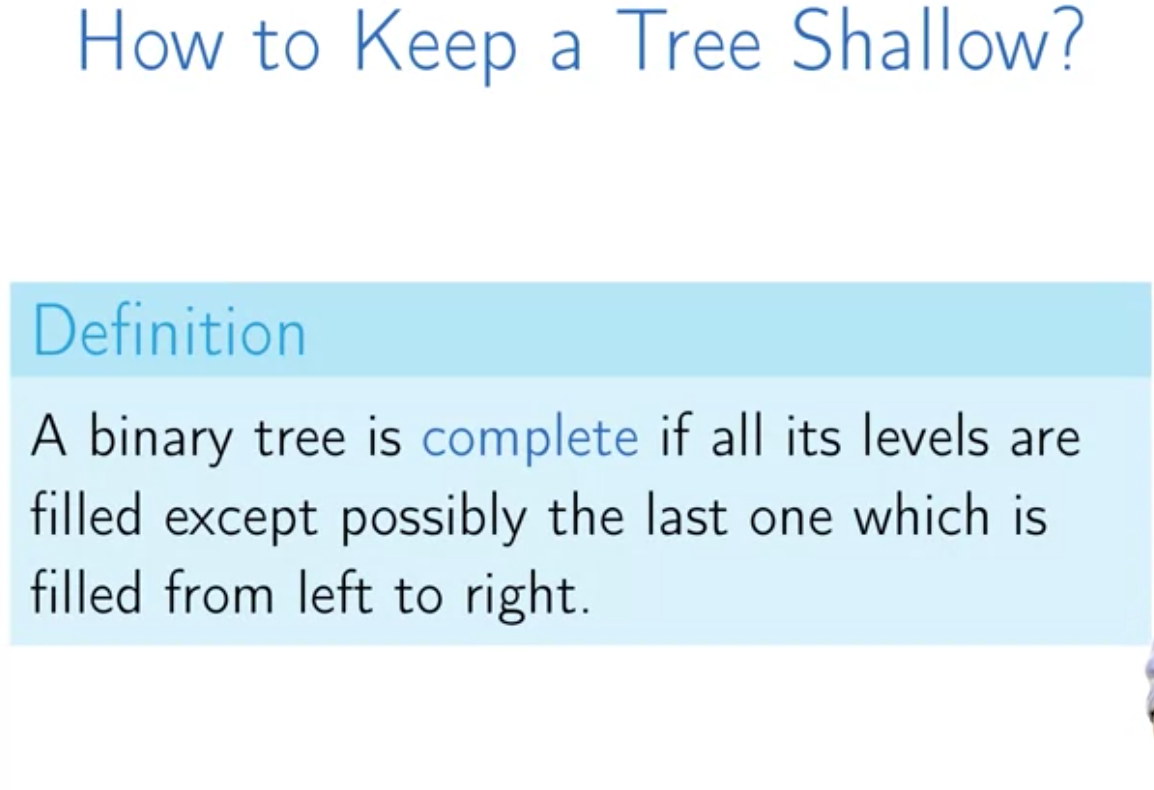 How to Keep a Tree Shallow?
Definition
A binary tree is complete if all its levels are
filled except possibly the last one which is
filled from left to right.